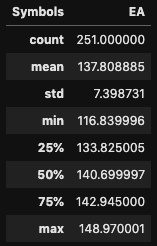 Symbols EA
count 251.000000
mean 137.808885
std 7.398731
min 116.839996
25% 133.825005
50% 140.699997
75% 142.945000
max 148.970001